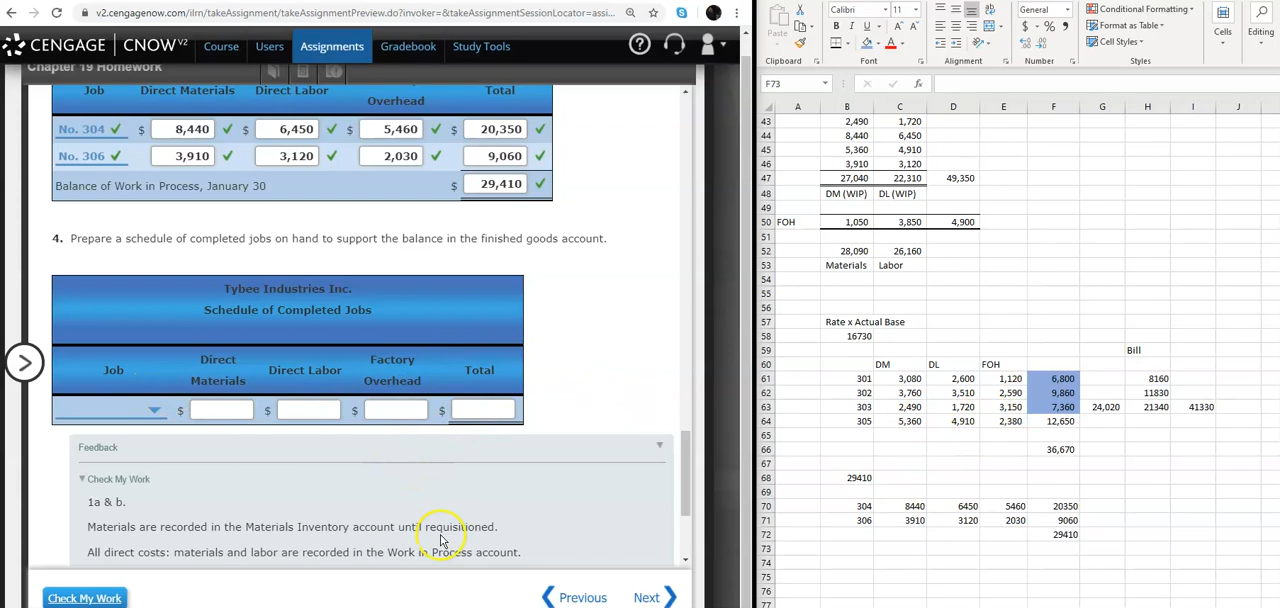 v2.cengagenow.com/ilrn/takeAssignment/takeAssignmentPreview.do?invoker=&takeAssignmentSessionLocator=assi...
CENGAGE | CNOWv2 Course Users Assignments Gradebook Study Tools
Chapter 19 Homework
Job Direct Materials Direct Labor Overhead Total
No. 304 ✔ $ 8,440 ✔ $ 6,450 ✔ $ 5,460 ✔ $ 20,350 ✔
No. 306 ✔ 3,910 ✔ 3,120 ✔ 2,030 ✔ 9,060 ✔
Balance of Work in Process, January 30 $ 29,410 ✔
4. Prepare a schedule of completed jobs on hand to support the balance in the finished goods account.
Tybee Industries Inc.
Schedule of Completed Jobs
Job Direct Materials Direct Labor Factory Overhead Total
$ $ $ $
Feedback
Check My Work
1a & b.
Materials are recorded in the Materials Inventory account until requisitioned.
All direct costs: materials and labor are recorded in the Work in Process account.
Check My Work Previous Next
Paste
Calibri 11
B I U
Clipboard Font Alignment
General
$ % 
Number
Conditional Formatting
Format as Table
Cell Styles
Styles
Cells
Editing
F73 fx
A B C D E F G H I J
43 2,490 1,720
44 8,440 6,450
45 5,360 4,910
46 3,910 3,120
47 27,040 22,310 49,350
48 DM (WIP) DL (WIP)
49
50 FOH 1,050 3,850 4,900
51
52 28,090 26,160
53 Materials Labor
54
55
56
57 Rate x Actual Base
58 16730
59 Bill
60 DM DL FOH
61 301 3,080 2,600 1,120 6,800 8160
62 302 3,760 3,510 2,590 9,860 11830
63 303 2,490 1,720 3,150 7,360 24,020 21340 41330
64 305 5,360 4,910 2,380 12,650
65
66 36,670
67
68 29410
69
70 304 8440 6450 5460 20350
71 306 3910 3120 2030 9060
72 29410
73
74
75
76
77